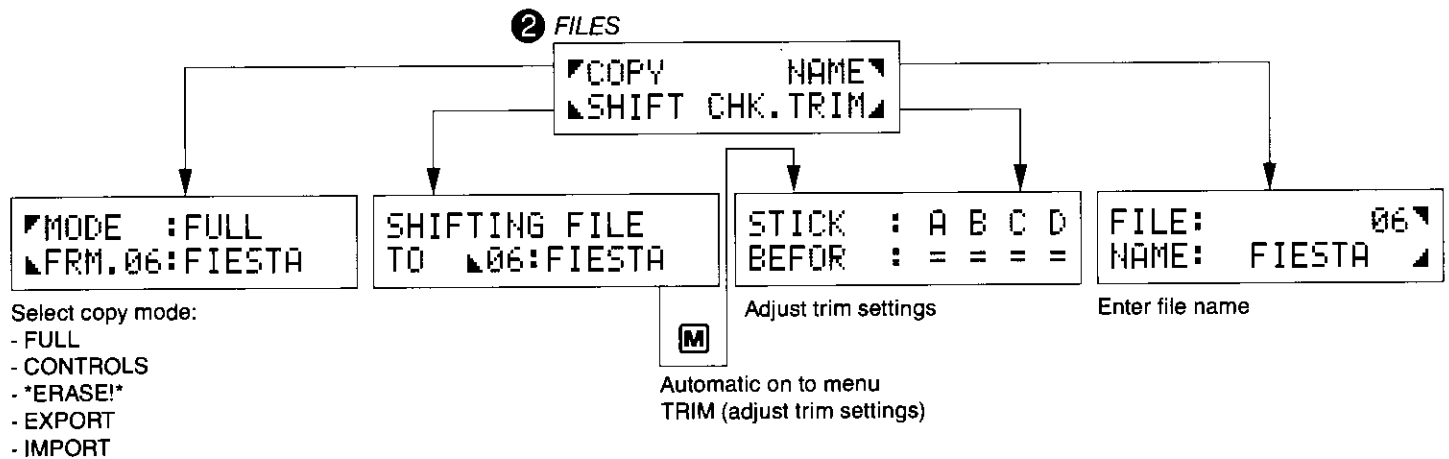 2 FILES
COPY NAME
SHIFT CHK.TRIM
MODE :FULL
FRM.06:FIESTA
Select copy mode:
- FULL
- CONTROLS
- *ERASE!*
- EXPORT
- IMPORT
SHIFTING FILE
TO 06:FIESTA
M
Automatic on to menu
TRIM (adjust trim settings)
STICK : A B C D
BEFOR : = = = =
Adjust trim settings
FILE: 06
NAME: FIESTA
Enter file name